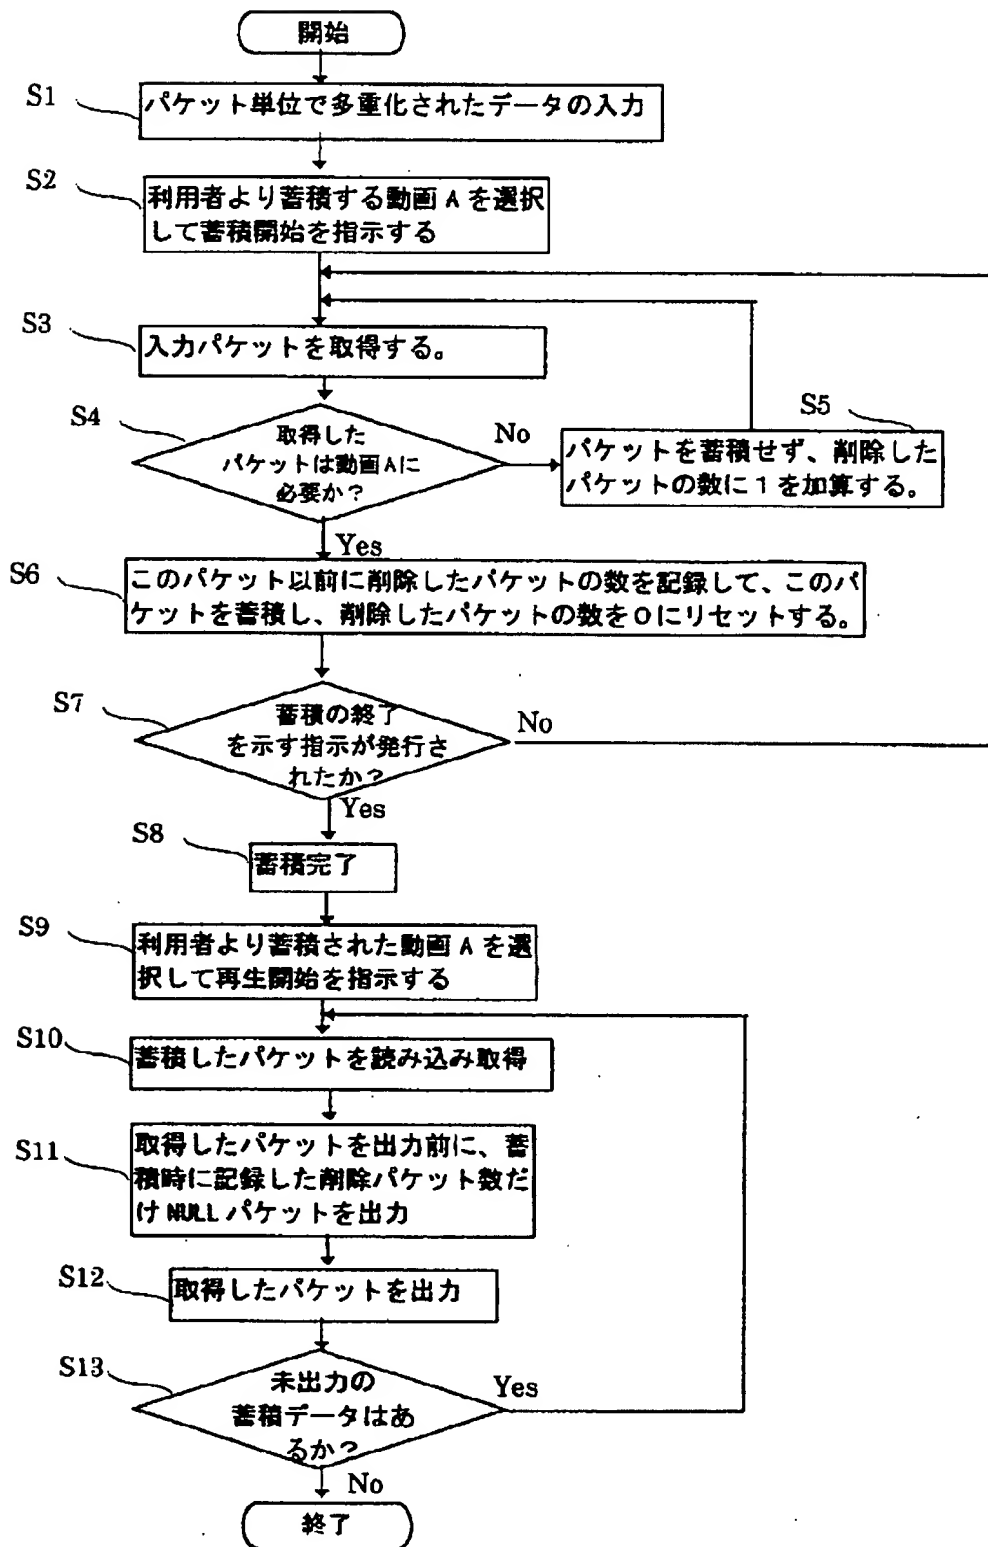 開始
S1
パケット単位で多重化されたデータの入力
S2
利用者より蓄積する動画 A を選択
して蓄積開始を指示する
S3
入力パケットを取得する。
S4
取得した
パケットは動画Aに
必要か?
No
S5
パケットを蓄積せず、削除した
パケットの数に1を加算する。
Yes
S6
このパケット以前に削除したパケットの数を記録して、このパ
ケットを蓄積し、削除したパケットの数を0にリセットする。
S7
蓄積の終了
を示す指示が発行さ
れたか?
No
Yes
S8
蓄積完了
S9
利用者より蓄積された動画 A を選
択して再生開始を指示する
S10
蓄積したパケットを読み込み取得
S11
取得したパケットを出力前に、蓄
積時に記録した削除パケット数だ
け NULL パケットを出力
S12
取得したパケットを出力
S13
未出力の
蓄積データはあ
るか?
Yes
No
終了